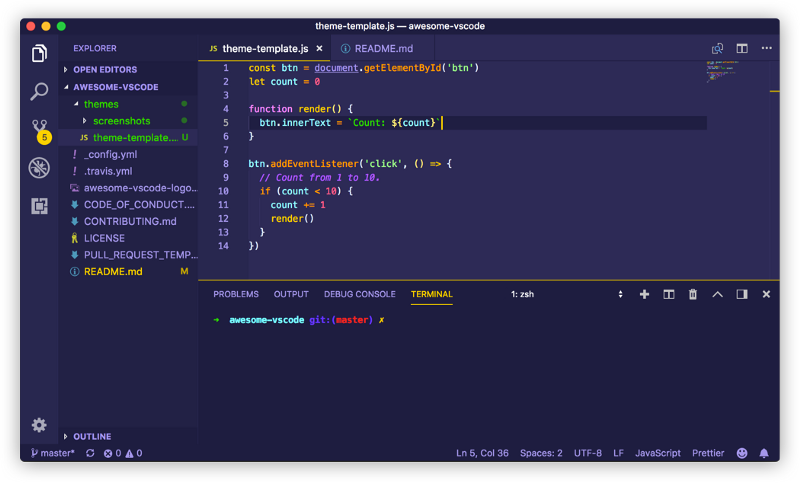 theme-template.js — awesome-vscode
EXPLORER
OPEN EDITORS
AWESOME-VSCODE
themes
screenshots
JS theme-template.... U
! _config.yml
! .travis.yml
awesome-vscode-logo...
CODE_OF_CONDUCT....
CONTRIBUTING.md
LICENSE
PULL_REQUEST_TEMP...
README.md M
OUTLINE
5
JS theme-template.js ×
README.md
1 const btn = document.getElementById('btn')
2 let count = 0
3
4 function render() {
5 btn.innerText = `Count: ${count}`
6 }
7
8 btn.addEventListener('click', () => {
9 // Count from 1 to 10.
10 if (count < 10) {
11 count += 1
12 render()
13 }
14 })
PROBLEMS OUTPUT DEBUG CONSOLE TERMINAL 1: zsh
➜ awesome-vscode git:(master) ✗
master* 0 0 Ln 5, Col 36 Spaces: 2 UTF-8 LF JavaScript Prettier